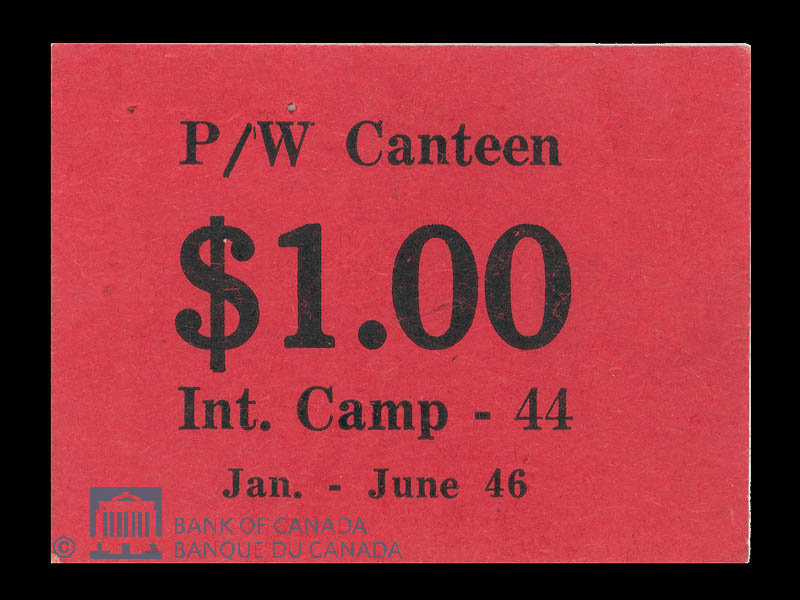 P/W Canteen
$1.00
Int. Camp - 44
Jan. - June 46
© BANK OF CANADA
BANQUE DU CANADA